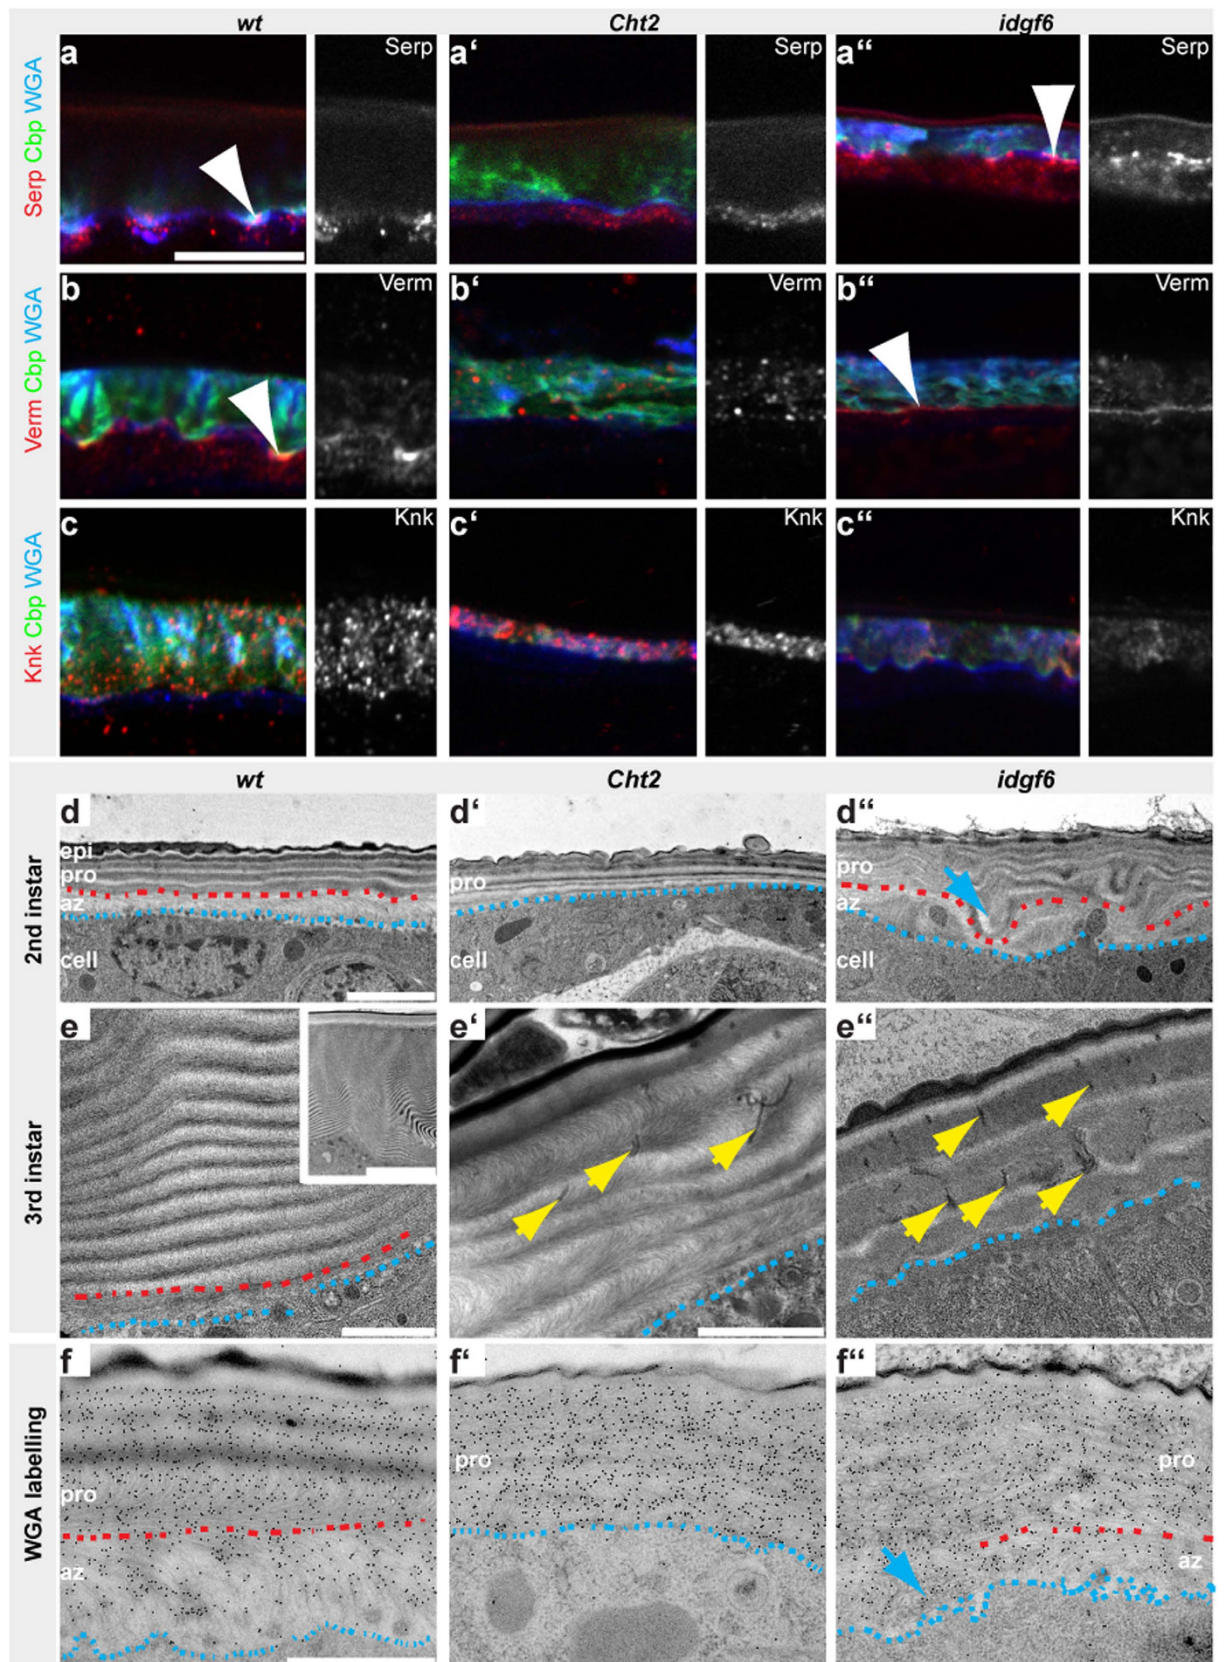 wt Cht2 idgf6
Serp Cbp WGA
a Serp a‘ Serp a“ Serp
Verm Cbp WGA
b Verm b‘ Verm b“ Verm
Knk Cbp WGA
c Knk c‘ Knk c“ Knk
wt Cht2 idgf6
2nd instar
d d‘ d“
epi
pro pro pro
az az
cell cell cell
3rd instar
e e‘ e“
WGA labelling
f f‘ f“
pro pro pro
az az